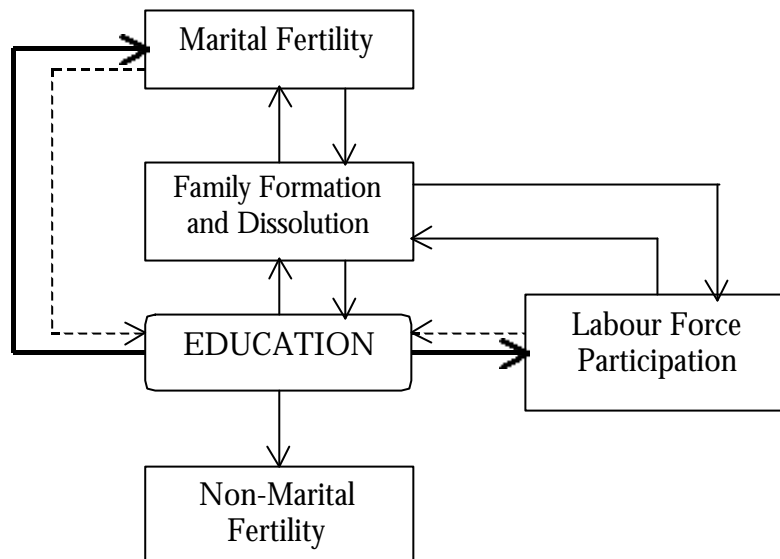 Marital Fertility
Family Formation
and Dissolution
EDUCATION
Labour Force
Participation
Non-Marital
Fertility